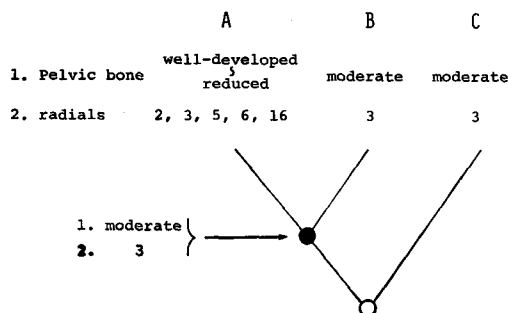 A B C
well-developed
S
1. Pelvic bone reduced moderate moderate
2. radials 2, 3, 5, 6, 16 3 3
1. moderate
2. 3